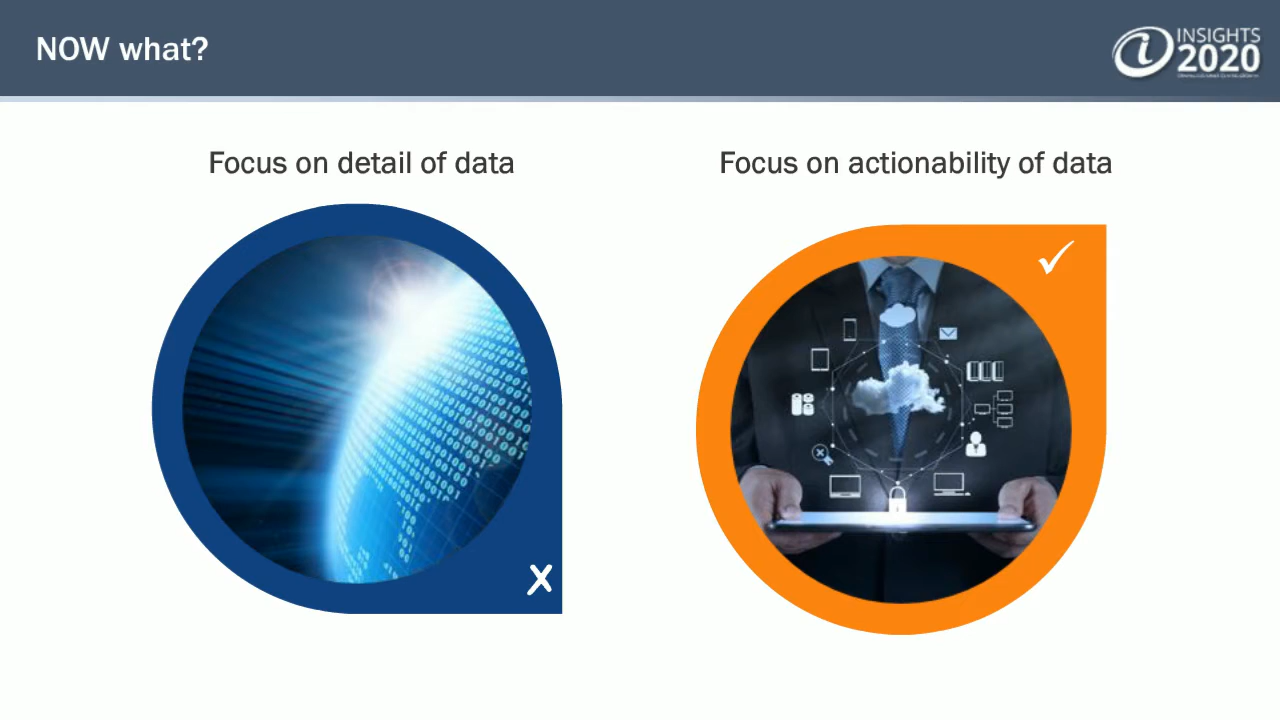 NOW what?
INSIGHTS
2020
Focus on detail of data
Focus on actionability of data
X